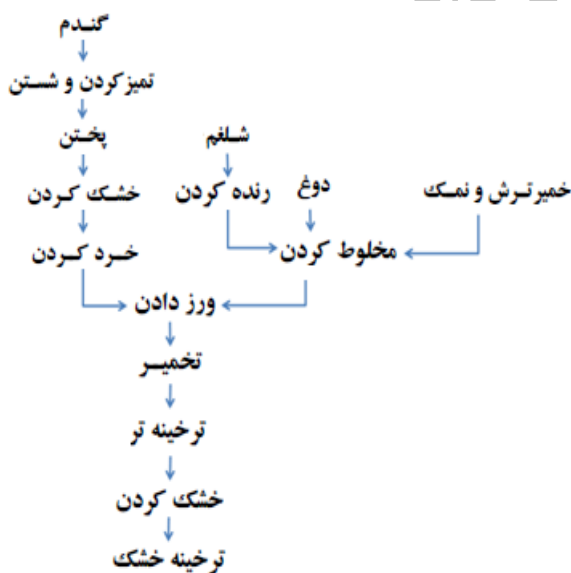 گندم
تمیزکردن و شستن
پختن
شلغم
خشک کردن
رنده کردن
دوغ
خمیرترش و نمک
خرد کردن
مخلوط کردن
ورز دادن
تخمیر
ترخینه تر
خشک کردن
ترخینه خشک